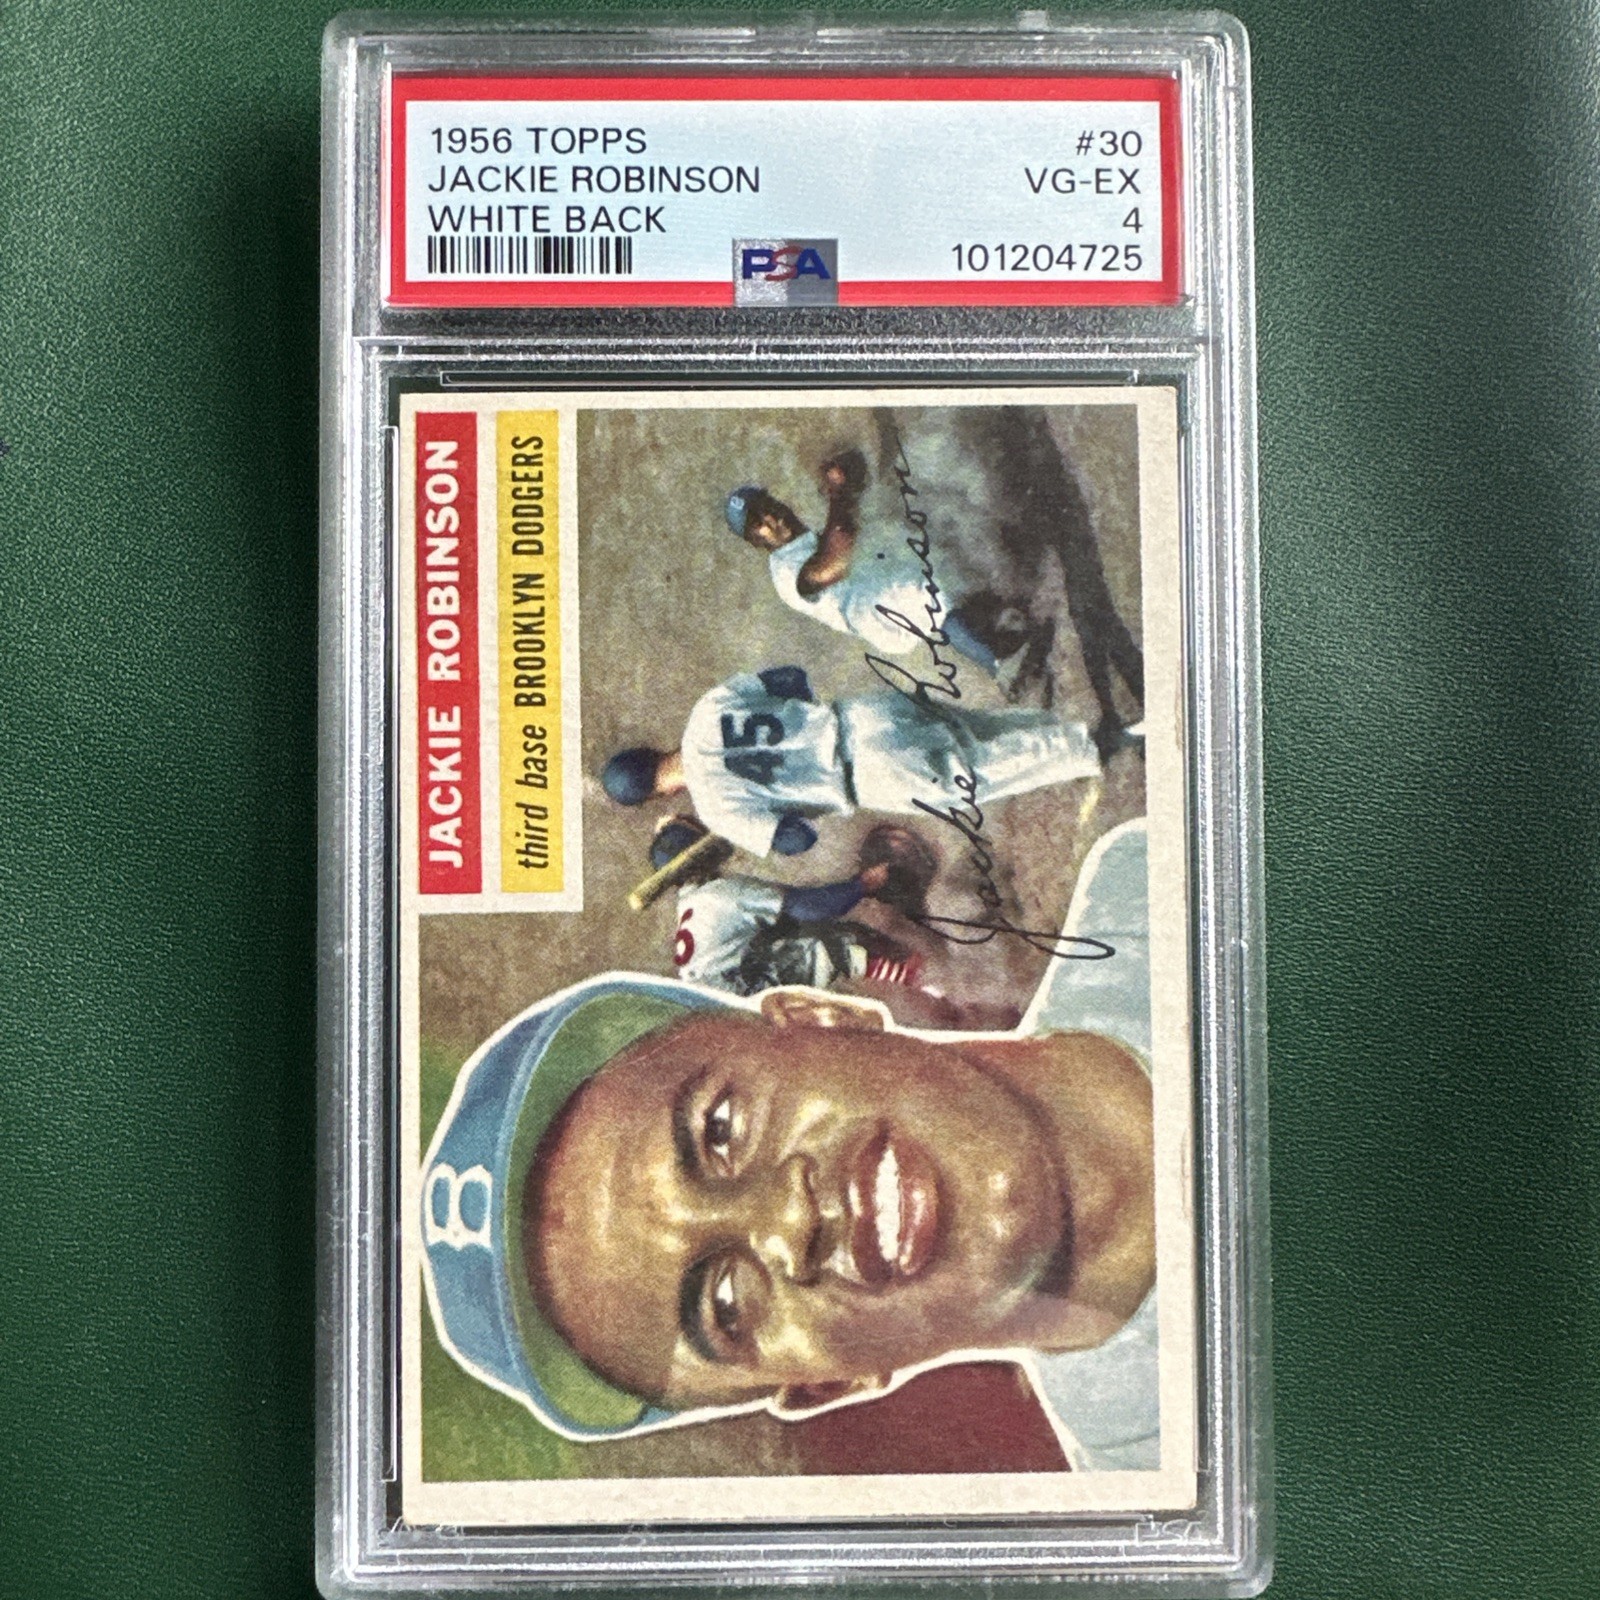 1956 TOPPS #30
JACKIE ROBINSON VG-EX
WHITE BACK 4
PSA 101204725
JACKIE ROBINSON
third base BROOKLYN DODGERS
45
Jackie Robinson
B
PSA